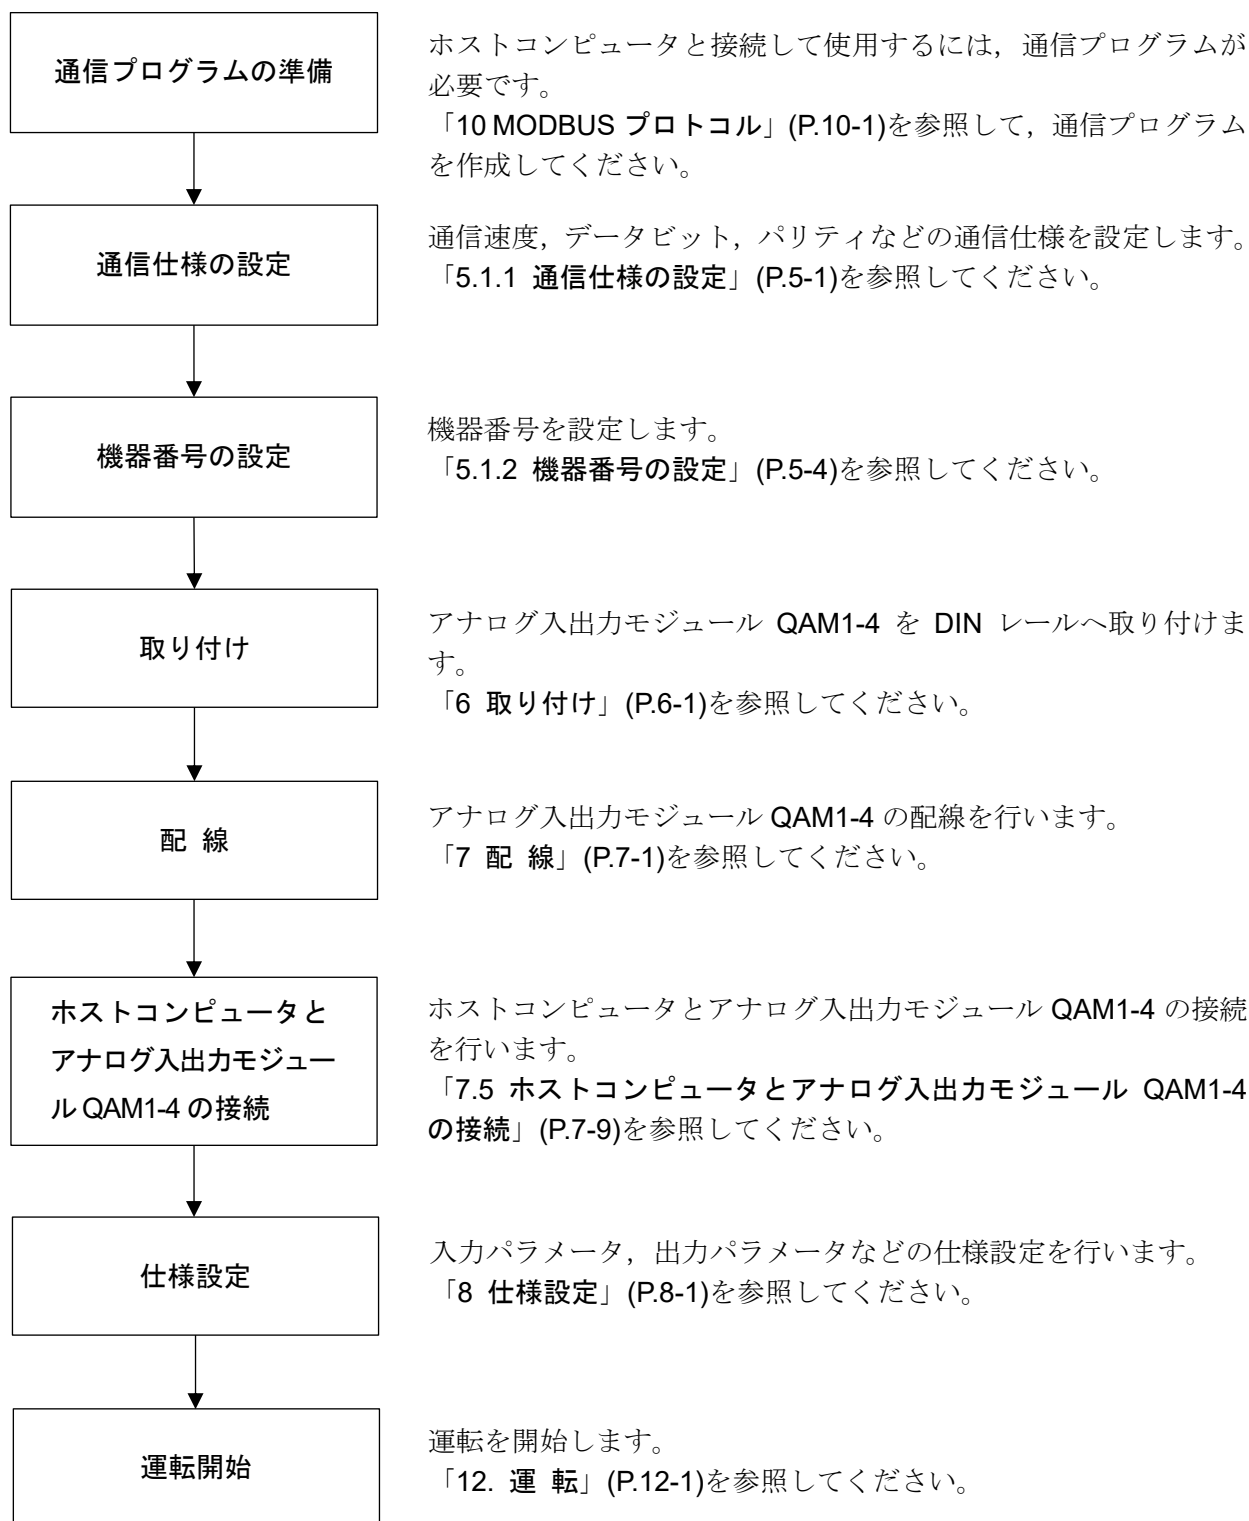 通信プログラムの準備
ホストコンピュータと接続して使用するには，通信プログラムが
必要です。
「10 MODBUS プロトコル」(P.10-1)を参照して，通信プログラム
を作成してください。
通信仕様の設定
通信速度，データビット，パリティなどの通信仕様を設定します。
「5.1.1 通信仕様の設定」(P.5-1)を参照してください。
機器番号の設定
機器番号を設定します。
「5.1.2 機器番号の設定」(P.5-4)を参照してください。
取り付け
アナログ入出力モジュール QAM1-4 を DIN レールへ取り付けま
す。
「6 取り付け」(P.6-1)を参照してください。
配 線
アナログ入出力モジュール QAM1-4 の配線を行います。
「7 配 線」(P.7-1)を参照してください。
ホストコンピュータと
アナログ入出力モジュー
ル QAM1-4 の接続
ホストコンピュータとアナログ入出力モジュール QAM1-4 の接続
を行います。
「7.5 ホストコンピュータとアナログ入出力モジュール QAM1-4
の接続」(P.7-9)を参照してください。
仕様設定
入力パラメータ，出力パラメータなどの仕様設定を行います。
「8 仕様設定」(P.8-1)を参照してください。
運転開始
運転を開始します。
「12. 運 転」(P.12-1)を参照してください。